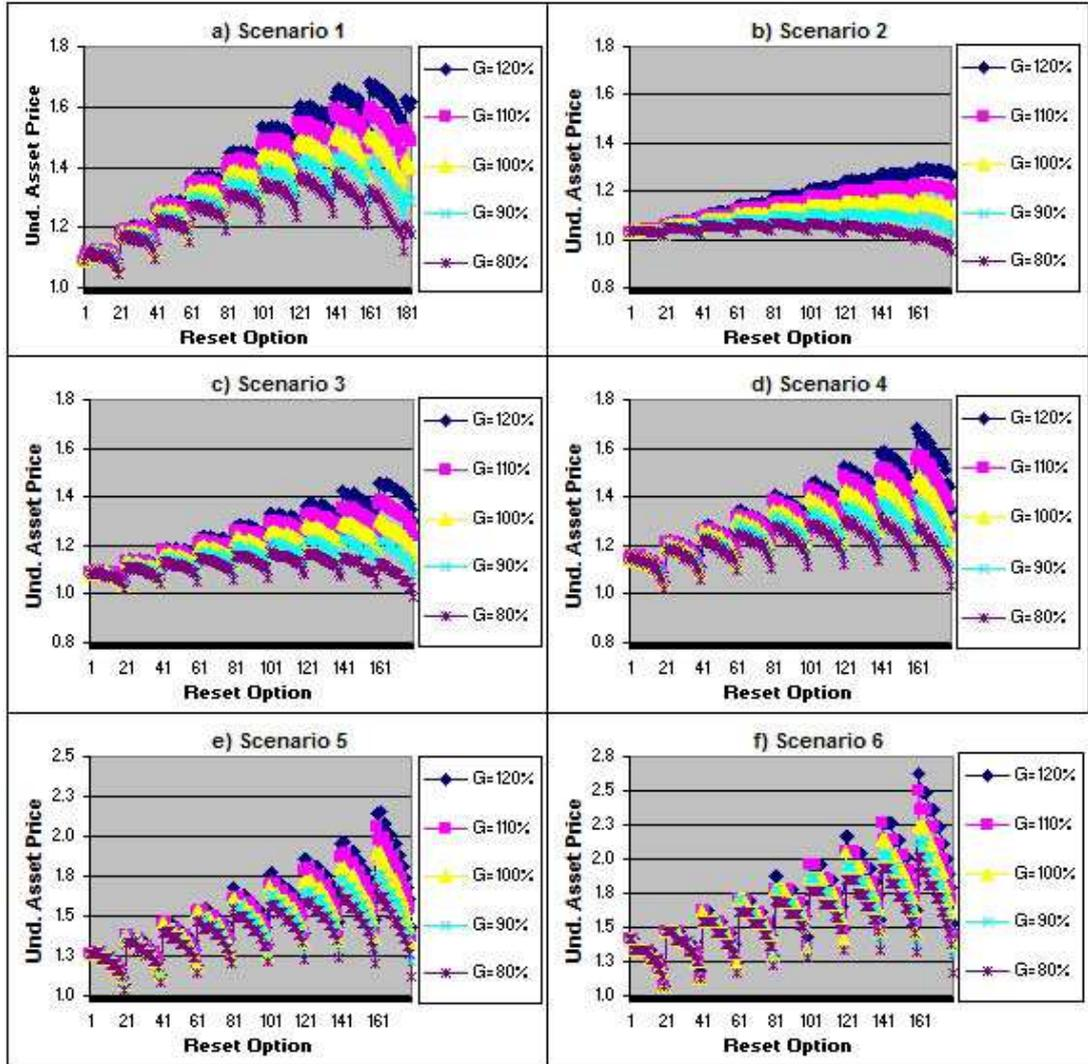 a) Scenario 1
Und. Asset Price
1.8
1.6
1.4
1.2
1.0
1 21 41 61 81 101 121 141 161 181
Reset Option
G=120%
G=110%
G=100%
G=90%
G=80%
b) Scenario 2
Und. Asset Price
1.8
1.6
1.4
1.2
1.0
0.8
1 21 41 61 81 101 121 141 161
Reset Option
G=120%
G=110%
G=100%
G=90%
G=80%
c) Scenario 3
Und. Asset Price
1.8
1.6
1.4
1.2
1.0
0.8
1 21 41 61 81 101 121 141 161
Reset Option
G=120%
G=110%
G=100%
G=90%
G=80%
d) Scenario 4
Und. Asset Price
1.8
1.6
1.4
1.2
1.0
0.8
1 21 41 61 81 101 121 141 161
Reset Option
G=120%
G=110%
G=100%
G=90%
G=80%
e) Scenario 5
Und. Asset Price
2.5
2.3
2.0
1.8
1.5
1.3
1.0
1 21 41 61 81 101 121 141 161
Reset Option
G=120%
G=110%
G=100%
G=90%
G=80%
f) Scenario 6
Und. Asset Price
2.8
2.5
2.3
2.0
1.8
1.5
1.3
1.0
1 21 41 61 81 101 121 141 161
Reset Option
G=120%
G=110%
G=100%
G=90%
G=80%